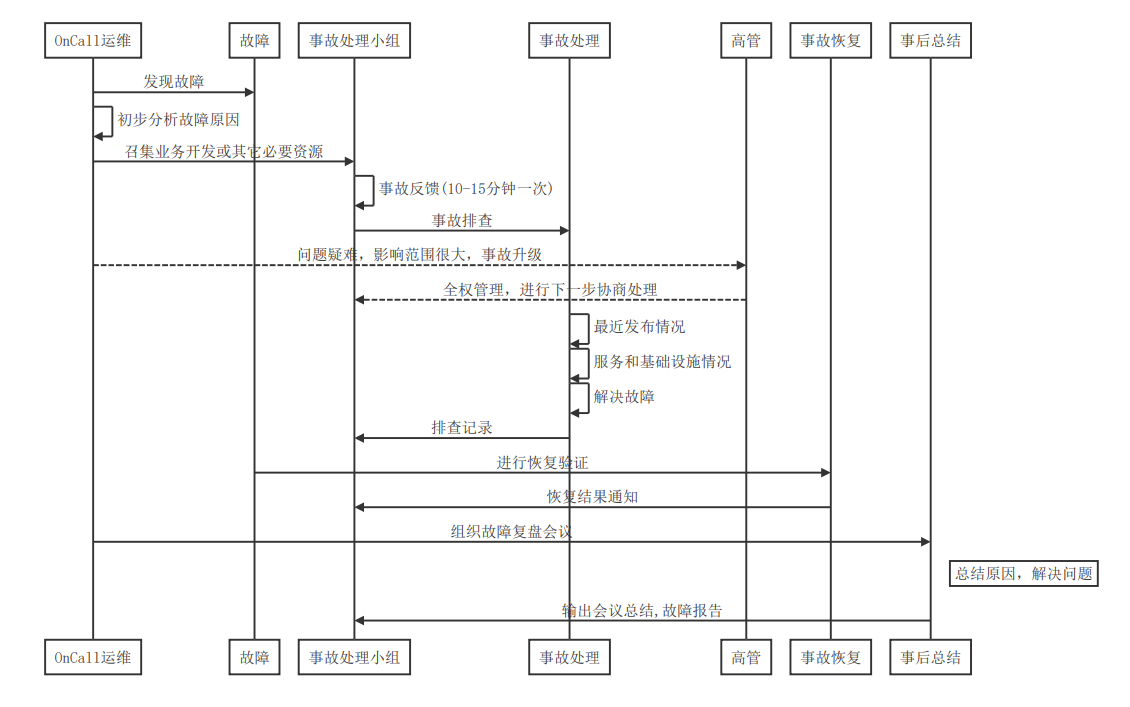 OnCall运维
故障
事故处理小组
事故处理
高管
事故恢复
事后总结
发现故障
初步分析故障原因
召集业务开发或其它必要资源
事故反馈(10-15分钟一次)
事故排查
问题疑难，影响范围很大，事故升级
全权管理，进行下一步协商处理
最近发布情况
服务和基础设施情况
解决故障
排查记录
进行恢复验证
恢复结果通知
组织故障复盘会议
总结原因，解决问题
输出会议总结,故障报告
OnCall运维
故障
事故处理小组
事故处理
高管
事故恢复
事后总结